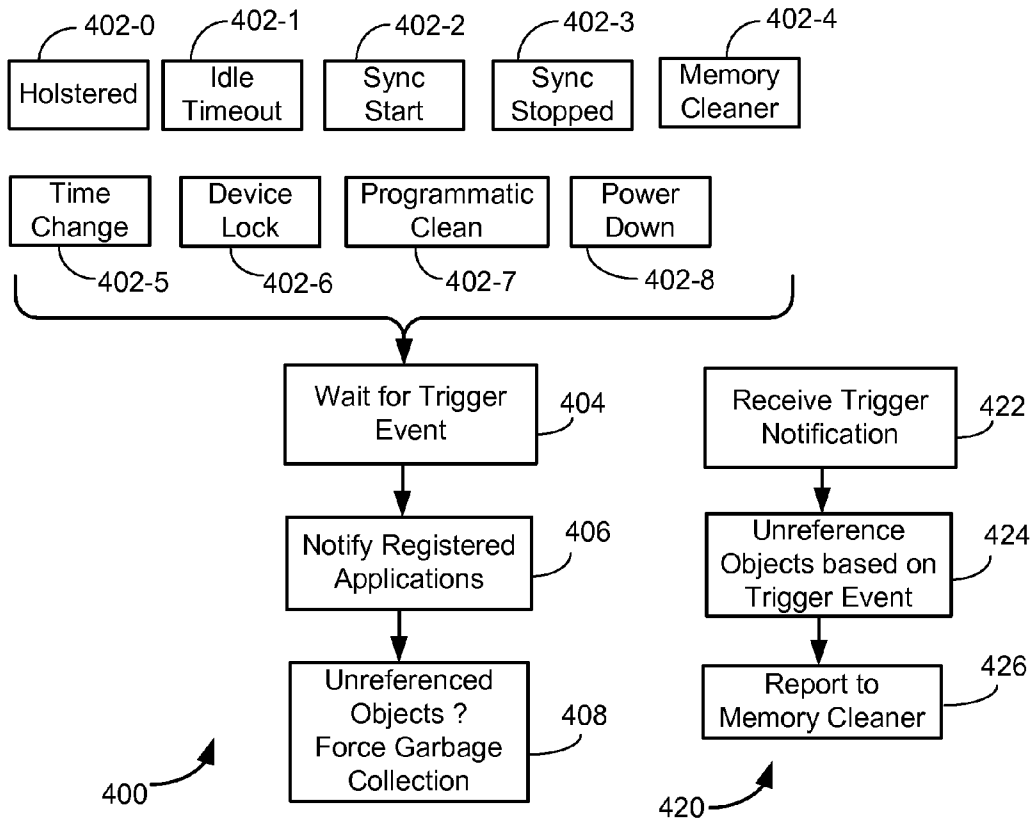 402-0
402-1
402-2
402-3
402-4
Holstered
Idle
Timeout
Sync
Start
Sync
Stopped
Memory
Cleaner
Time
Change
Device
Lock
Programmatic
Clean
Power
Down
402-5
402-6
402-7
402-8
Wait for Trigger
Event
404
Notify Registered
Applications
406
Unreferenced
Objects ?
Force Garbage
Collection
408
400
Receive Trigger
Notification
422
Unreference
Objects based on
Trigger Event
424
Report to
Memory Cleaner
426
420